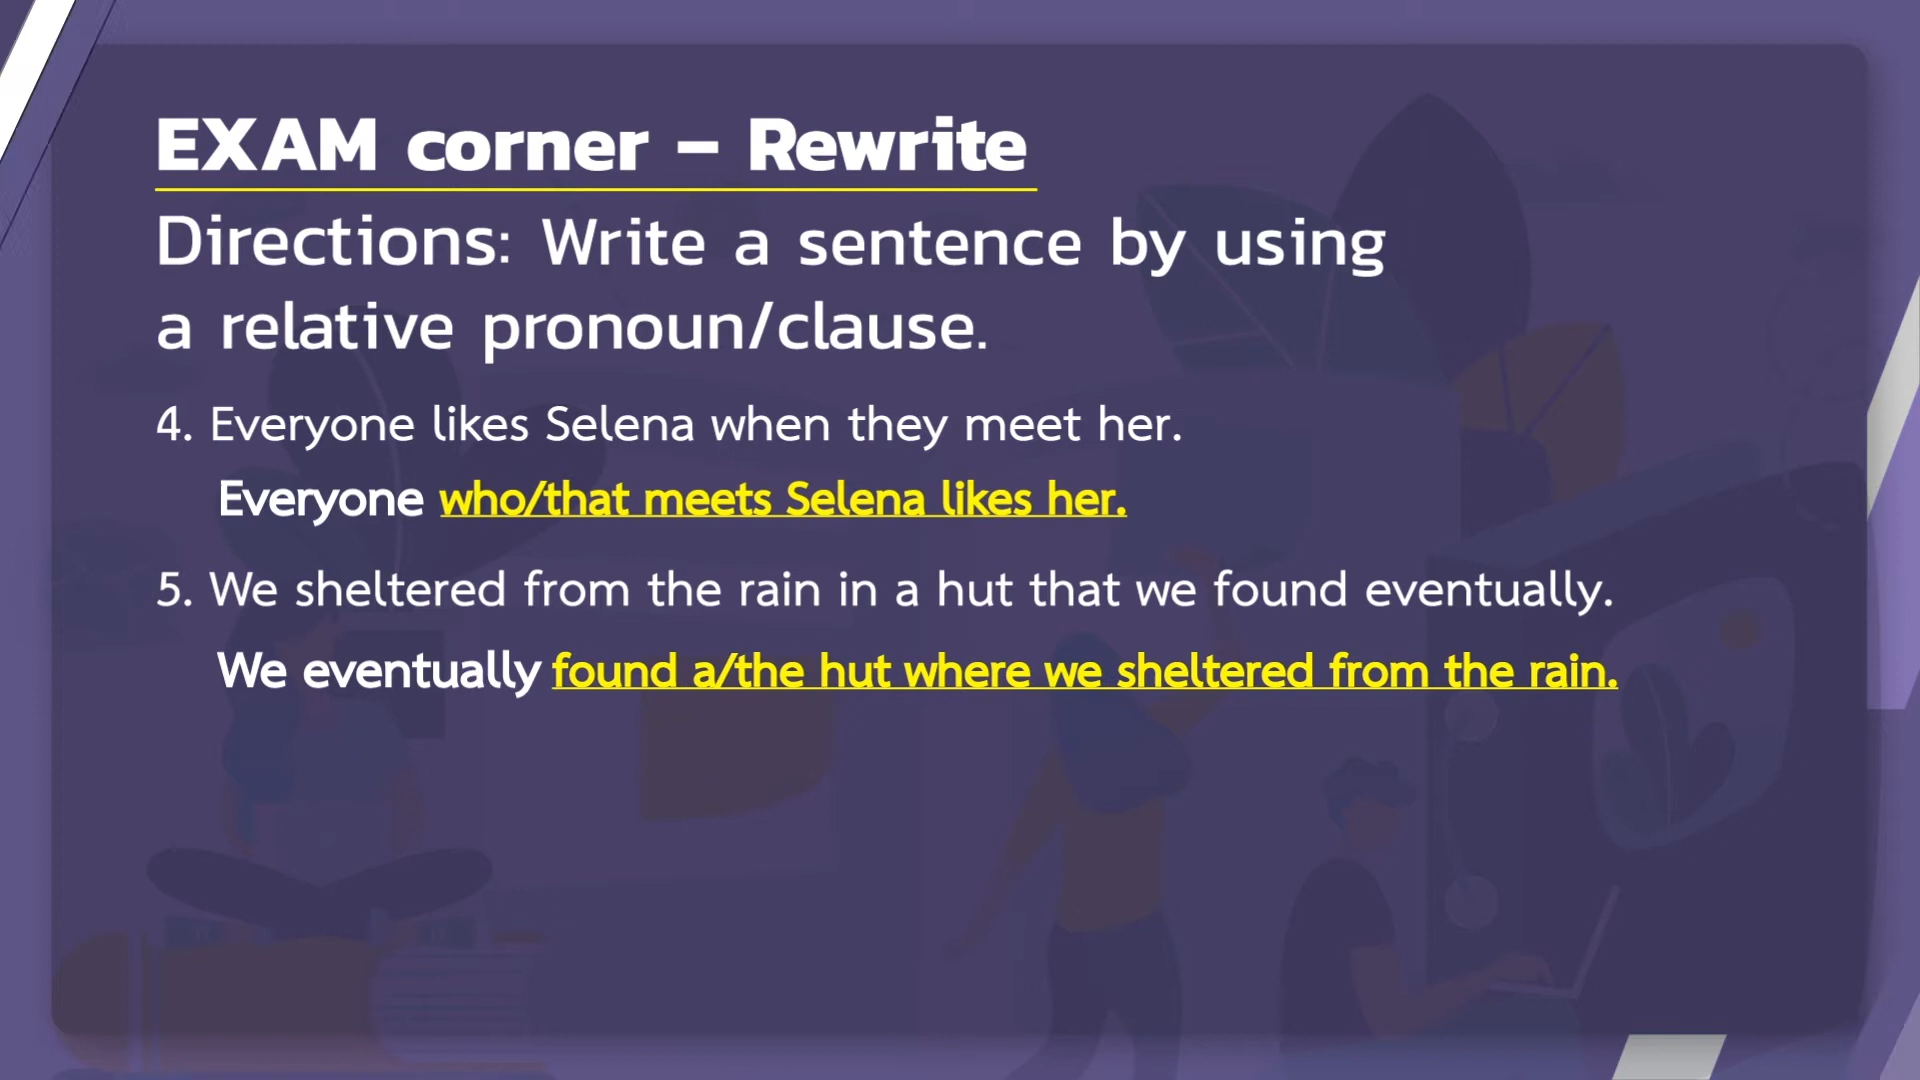 EXAM corner – Rewrite
Directions: Write a sentence by using
a relative pronoun/clause.
4. Everyone likes Selena when they meet her.
Everyone who/that meets Selena likes her.
5. We sheltered from the rain in a hut that we found eventually.
We eventually found a/the hut where we sheltered from the rain.